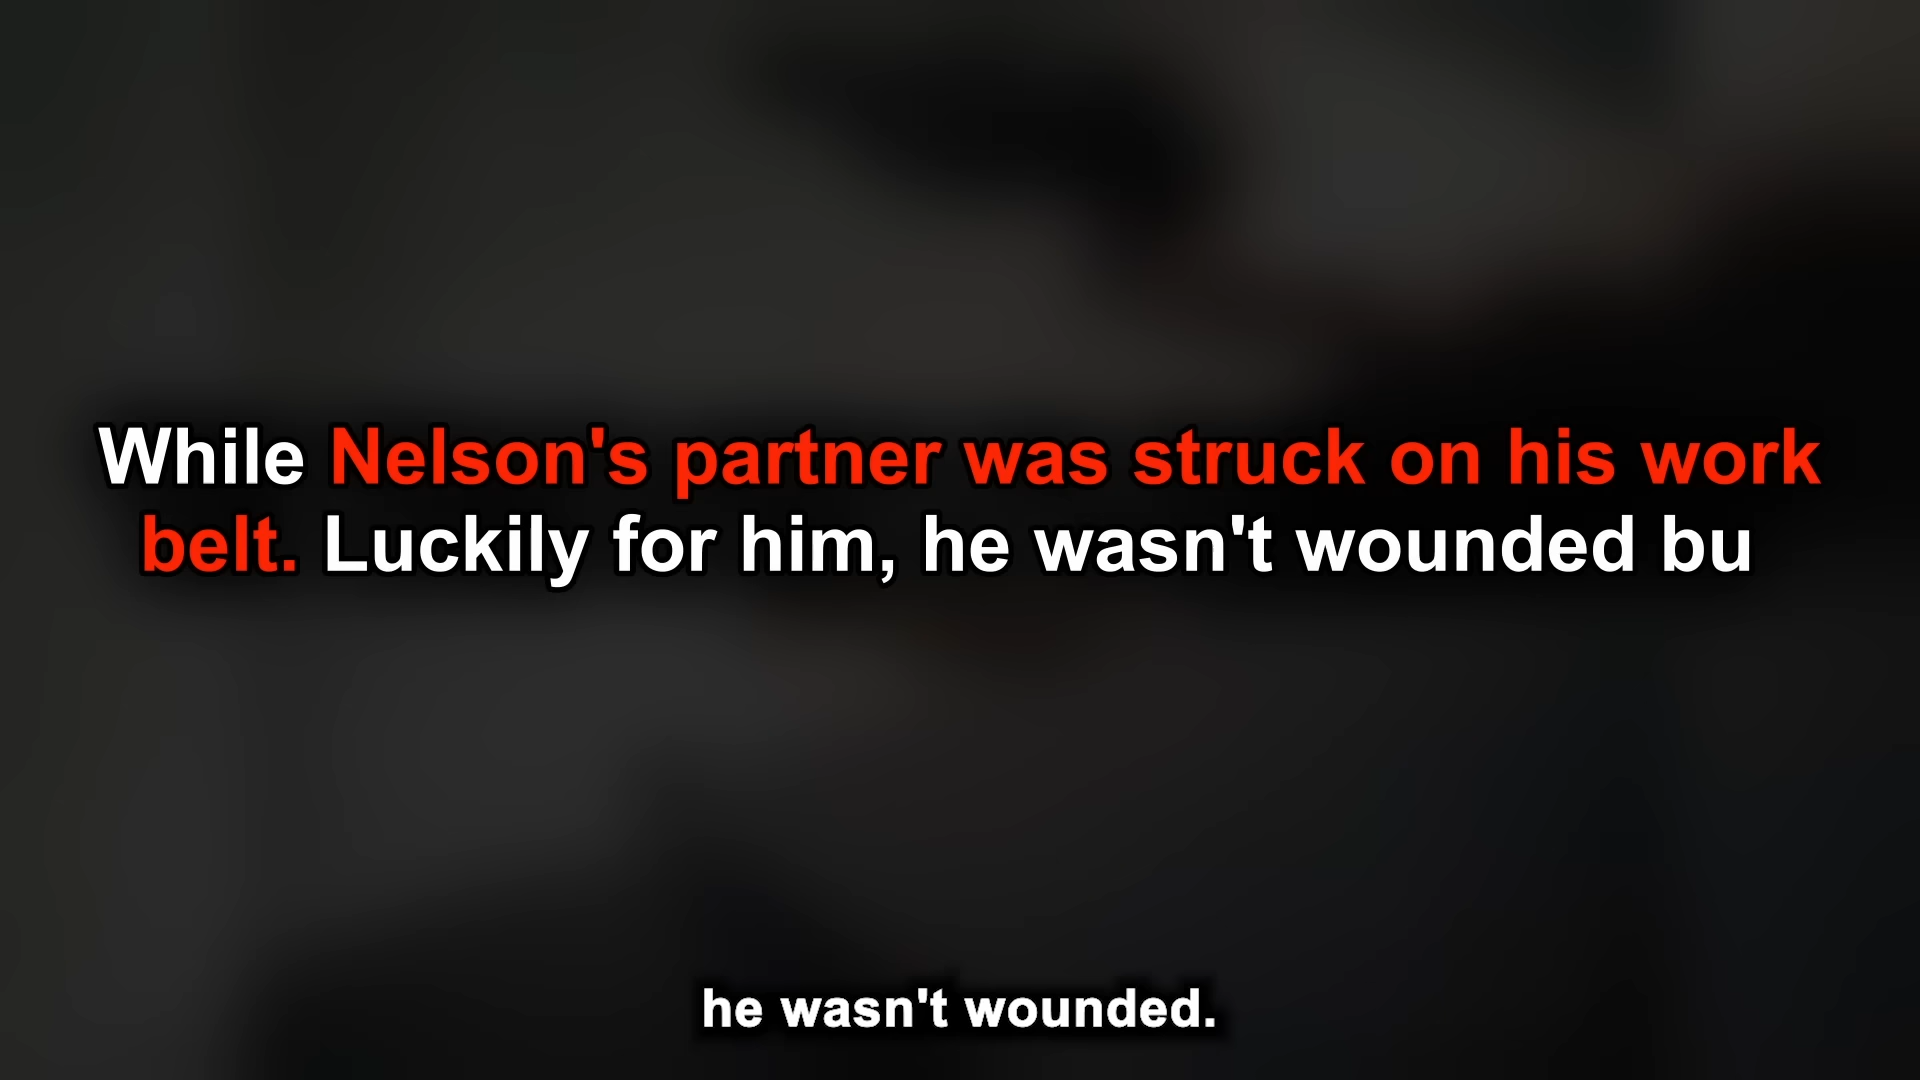 While Nelson's partner was struck on his work
belt. Luckily for him, he wasn't wounded bu
he wasn't wounded.